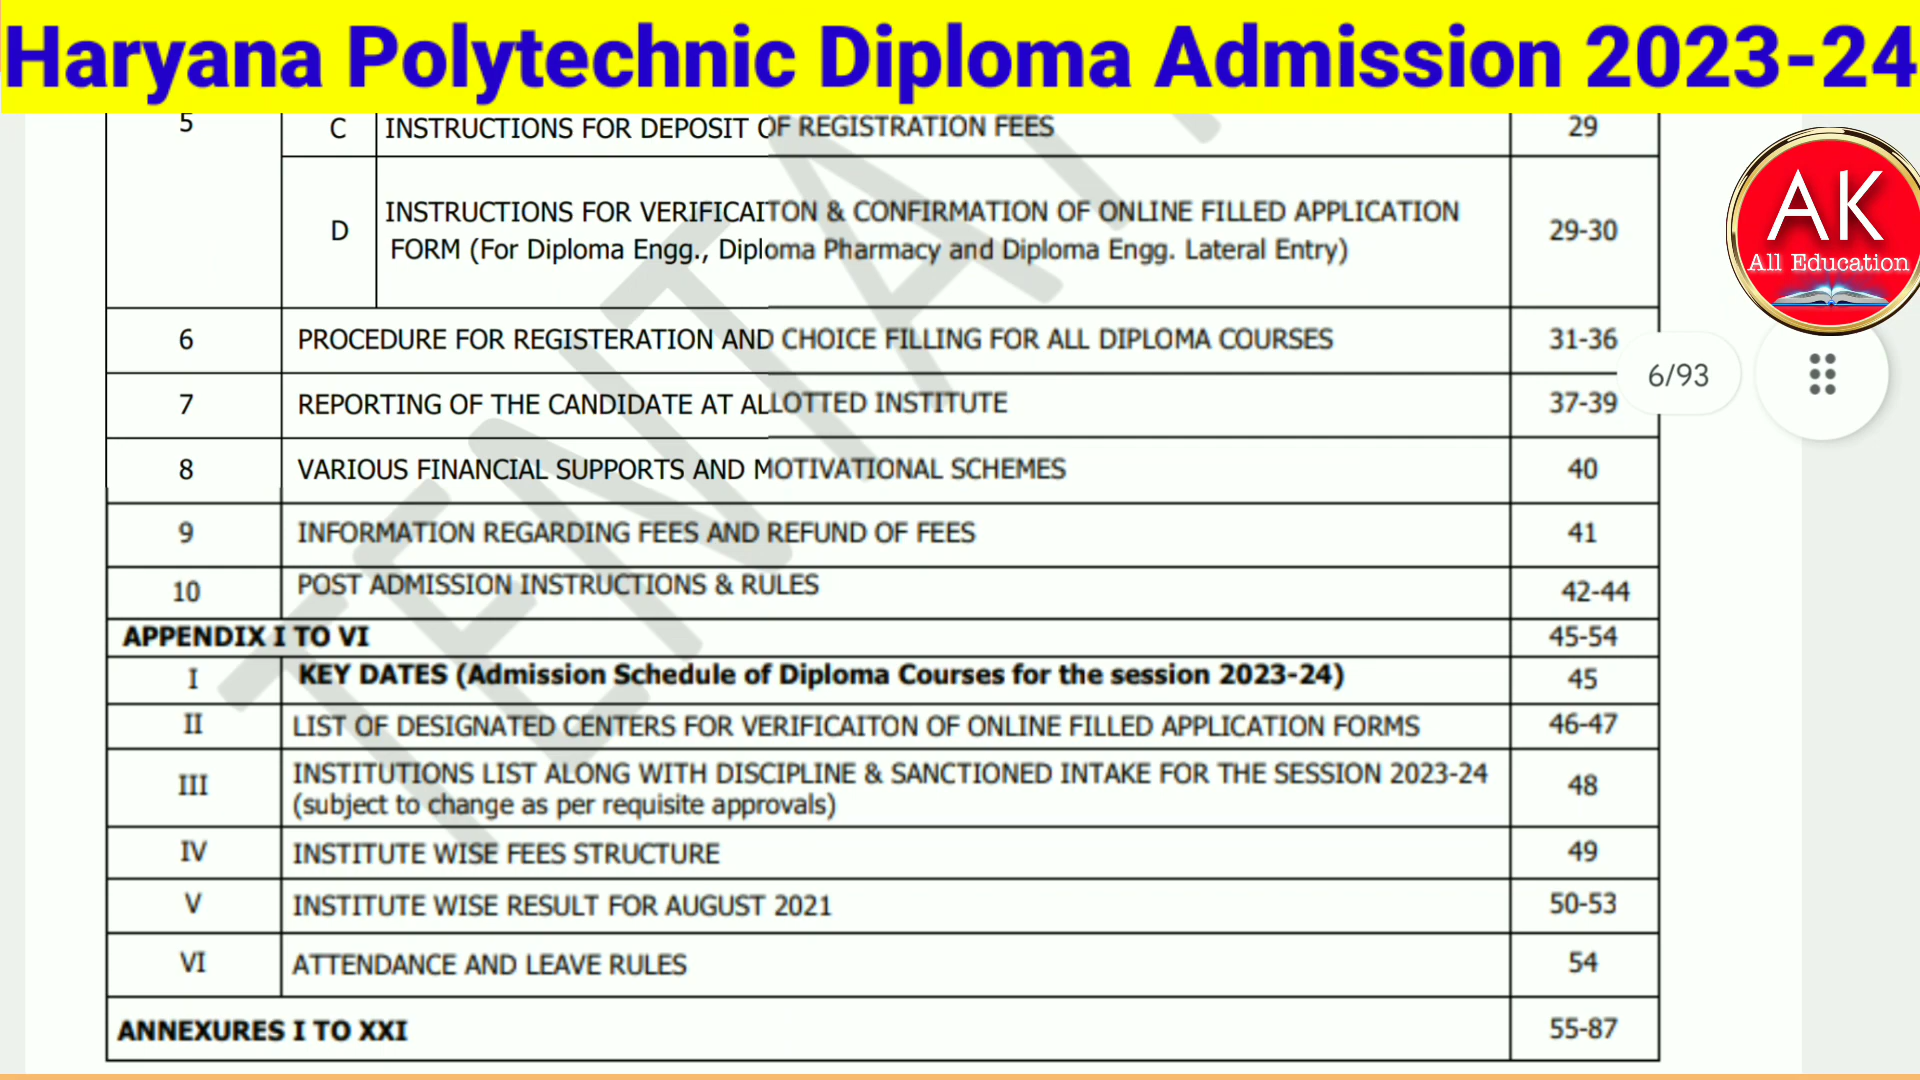 Haryana Polytechnic Diploma Admission 2023-24
5 C INSTRUCTIONS FOR DEPOSIT OF REGISTRATION FEES 29
D INSTRUCTIONS FOR VERIFICAITON & CONFIRMATION OF ONLINE FILLED APPLICATION
FORM (For Diploma Engg., Diploma Pharmacy and Diploma Engg. Lateral Entry) 29-30
6 PROCEDURE FOR REGISTERATION AND CHOICE FILLING FOR ALL DIPLOMA COURSES 31-36
7 REPORTING OF THE CANDIDATE AT ALLOTTED INSTITUTE 37-39
8 VARIOUS FINANCIAL SUPPORTS AND MOTIVATIONAL SCHEMES 40
9 INFORMATION REGARDING FEES AND REFUND OF FEES 41
10 POST ADMISSION INSTRUCTIONS & RULES 42-44
APPENDIX I TO VI 45-54
I KEY DATES (Admission Schedule of Diploma Courses for the session 2023-24) 45
II LIST OF DESIGNATED CENTERS FOR VERIFICAITON OF ONLINE FILLED APPLICATION FORMS 46-47
III INSTITUTIONS LIST ALONG WITH DISCIPLINE & SANCTIONED INTAKE FOR THE SESSION 2023-24
(subject to change as per requisite approvals) 48
IV INSTITUTE WISE FEES STRUCTURE 49
V INSTITUTE WISE RESULT FOR AUGUST 2021 50-53
VI ATTENDANCE AND LEAVE RULES 54
ANNEXURES I TO XXI 55-87
AK
All Education
6/93
TENTAT